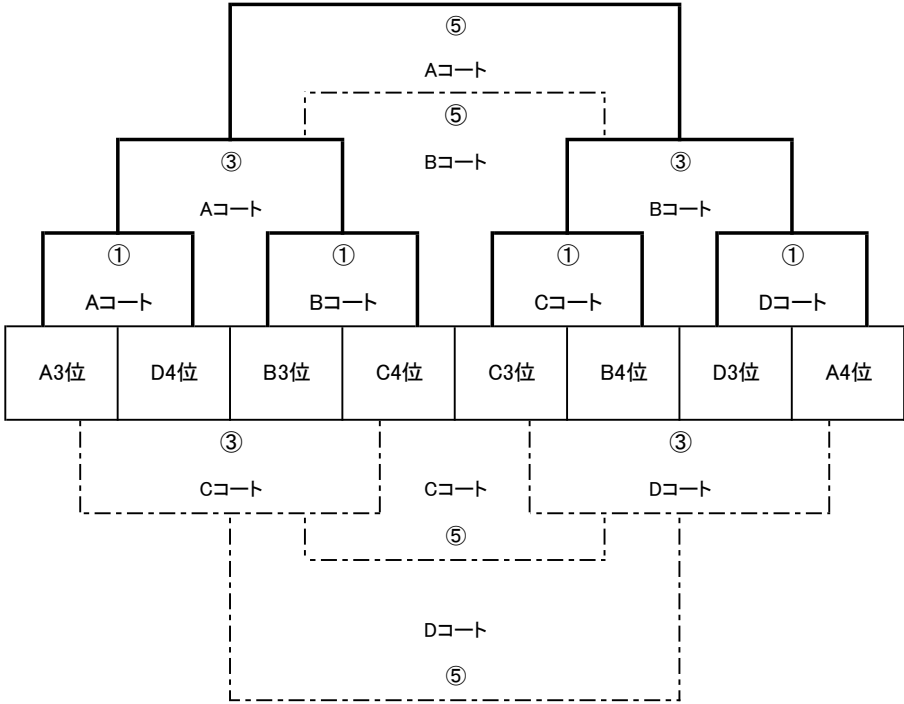 ⑤
Aコート
⑤
Bコート
③
Aコート
③
Bコート
①
Aコート
①
Bコート
①
Cコート
①
Dコート
A3位
D4位
B3位
C4位
C3位
B4位
D3位
A4位
③
Cコート
③
Dコート
Cコート
⑤
Dコート
⑤